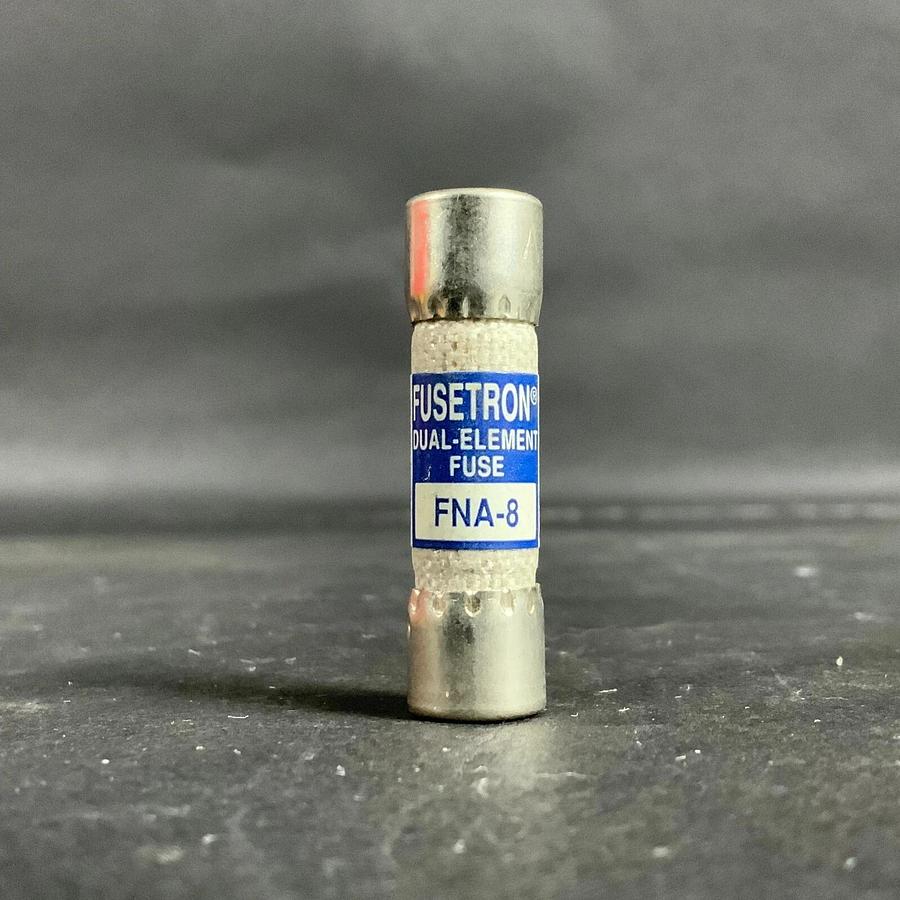 FUSETRON®
DUAL-ELEMENT
FUSE
FNA-8